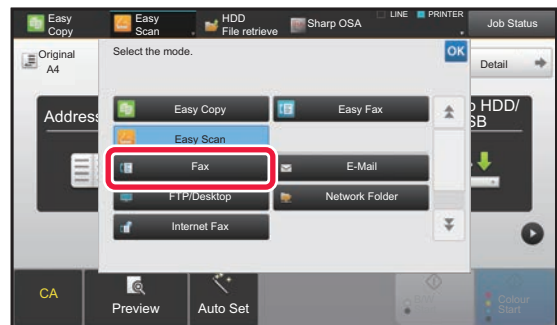 Easy
Copy
Easy
Scan
HDD
File retrieve
Sharp OSA
LINE
PRINTER
Job Status
Original
A4
Select the mode.
OK
Detail
Address
HDD/
SB
Easy Copy
Easy Fax
Easy Scan
Fax
E-Mail
FTP/Desktop
Network Folder
Internet Fax
CA
Preview
Auto Set
B/W
Start
Colour
Start